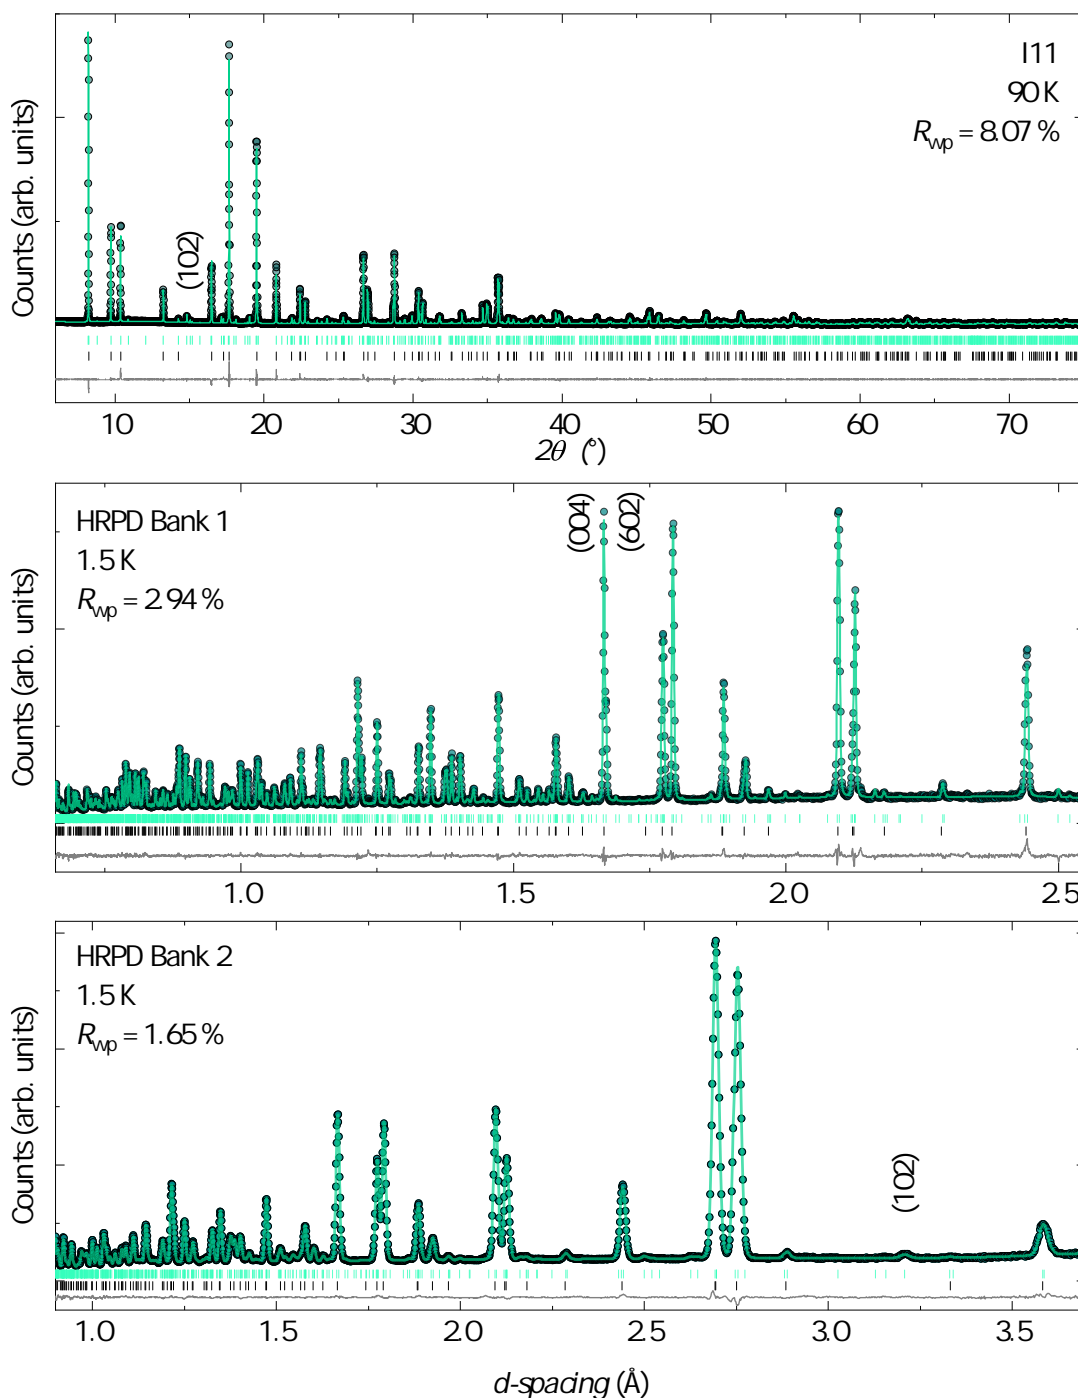 I11
90 K
Rwp = 8.07 %
(102)
Counts (arb. units)
10 20 30 40 50 60 70
2θ (°)
HRPD Bank 1
1.5 K
Rwp = 2.94 %
(004)
(602)
Counts (arb. units)
1.0 1.5 2.0 2.5
HRPD Bank 2
1.5 K
Rwp = 1.65 %
(102)
Counts (arb. units)
1.0 1.5 2.0 2.5 3.0 3.5
d-spacing (Å)